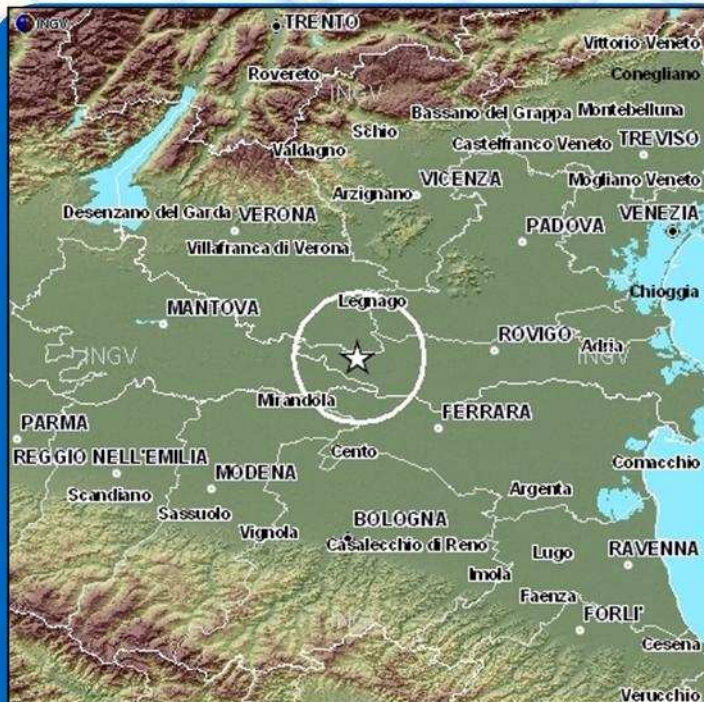 INGV
TRENTO
Vittorio Veneto
Rovereto
Conegliano
INGV
Bassano del Grappa
Montebelluna
Schio
Castelfranco Veneto
TREVISO
Valdagno
VICENZA
Mogliano Veneto
Arzignano
Desenzano del Garda
VERONA
VENEZIA
PADOVA
Villafranca di Verona
Chioggia
Legnago
MANTOVA
ROVIGO
Adria
INGV
INGV
Mirandola
FERRARA
PARMA
Cento
REGGIO NELL'EMILIA
Comacchio
MODENA
Argenta
Scandiano
Sassuolo
BOLOGNA
Vignola
Casalecchio di Reno
Lugo
RAVENNA
Imola
Faenza
FORLI'
INGV
Cesena
Verucchio